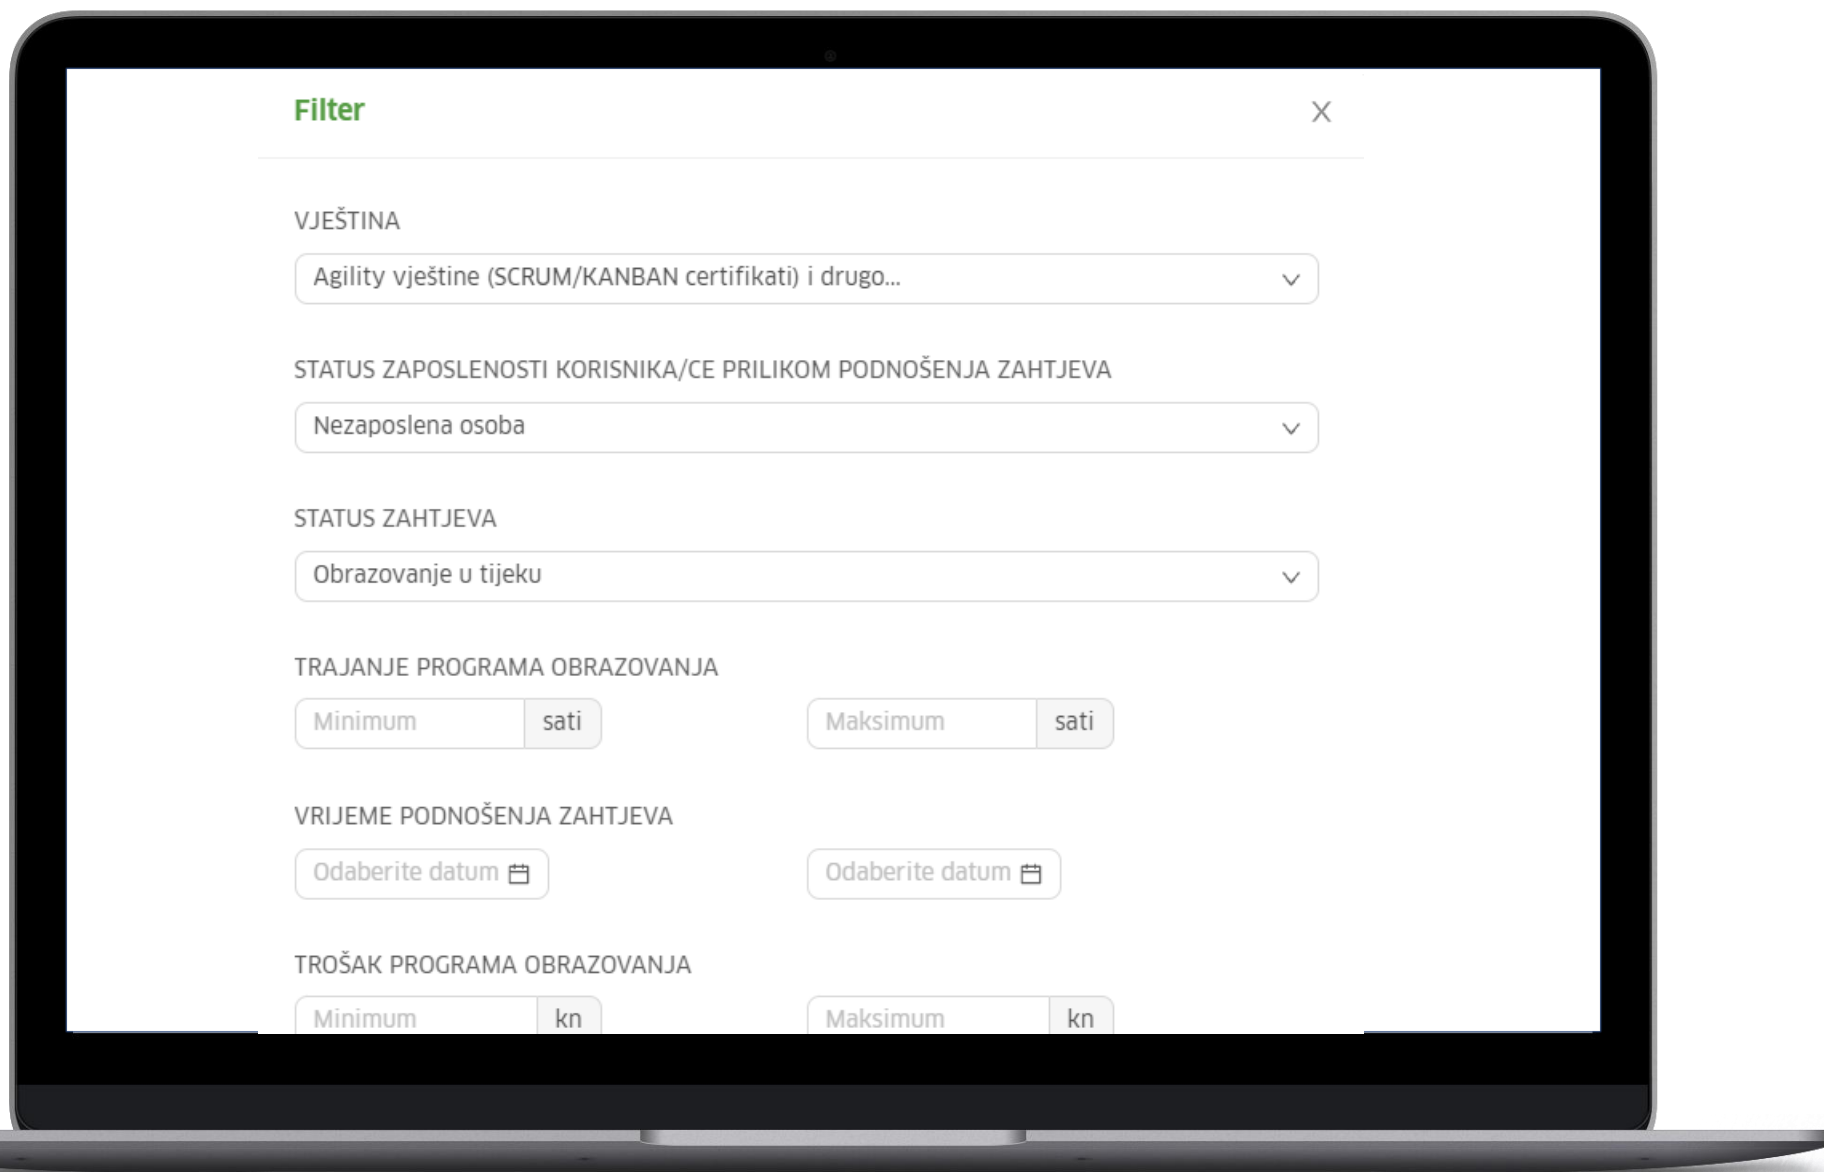 Filter
X
VJEŠTINA
Agility vještine (SCRUM/KANBAN certifikati) i drugo...
STATUS ZAPOSLENOSTI KORISNIKA/CE PRILIKOM PODNOŠENJA ZAHTJEVA
Nezaposlena osoba
STATUS ZAHTJEVA
Obrazovanje u tijeku
TRAJANJE PROGRAMA OBRAZOVANJA
Minimum sati Maksimum sati
VRIJEME PODNOŠENJA ZAHTJEVA
Odaberite datum Odaberite datum
TROŠAK PROGRAMA OBRAZOVANJA
Minimum kn Maksimum kn